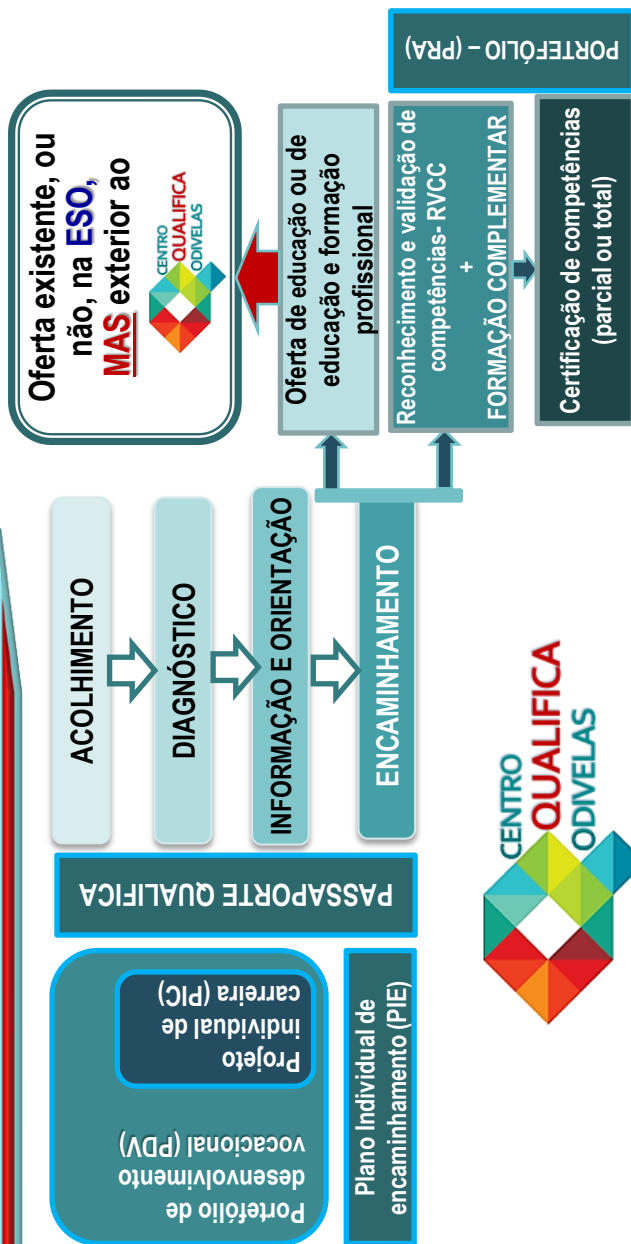 Portefólio de
desenvolvimento
vocacional (PDV)
Projeto
individual de
carreira (PIC)
Plano Individual de
encaminhamento (PIE)
PASSAPORTE QUALIFICA
ACOLHIMENTO
DIAGNÓSTICO
INFORMAÇÃO E ORIENTAÇÃO
ENCAMINHAMENTO
Oferta existente, ou
não, na ESO,
MAS exterior ao
CENTRO
QUALIFICA
ODIVELAS
Oferta de educação ou de
educação e formação
profissional
Reconhecimento e validação de
competências- RVCC
+
FORMAÇÃO COMPLEMENTAR
Certificação de competências
(parcial ou total)
PORTEFÓLIO – (PRA)
CENTRO
QUALIFICA
ODIVELAS